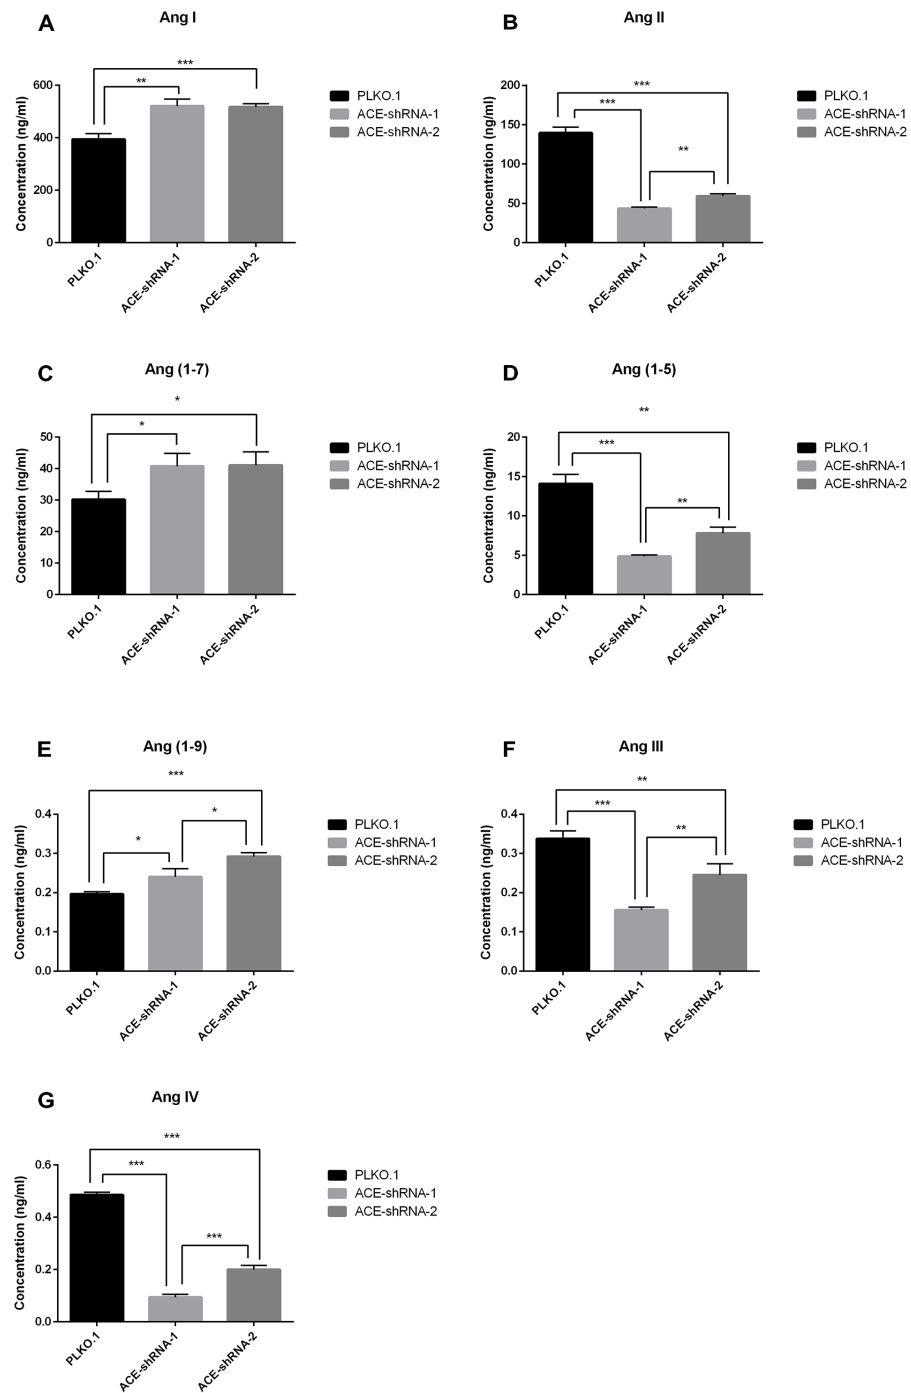 A
Ang I
***
**
Concentration (ng/ml)
600
400
200
0
PLKO.1
ACE-shRNA-1
ACE-shRNA-2
PLKO.1
ACE-shRNA-1
ACE-shRNA-2
B
Ang II
***
***
**
Concentration (ng/ml)
200
150
100
50
0
PLKO.1
ACE-shRNA-1
ACE-shRNA-2
PLKO.1
ACE-shRNA-1
ACE-shRNA-2
C
Ang (1-7)
*
*
Concentration (ng/ml)
50
40
30
20
10
0
PLKO.1
ACE-shRNA-1
ACE-shRNA-2
PLKO.1
ACE-shRNA-1
ACE-shRNA-2
D
Ang (1-5)
**
***
**
Concentration (ng/ml)
20
15
10
5
0
PLKO.1
ACE-shRNA-1
ACE-shRNA-2
PLKO.1
ACE-shRNA-1
ACE-shRNA-2
E
Ang (1-9)
***
*
*
Concentration (ng/ml)
0.4
0.3
0.2
0.1
0.0
PLKO.1
ACE-shRNA-1
ACE-shRNA-2
PLKO.1
ACE-shRNA-1
ACE-shRNA-2
F
Ang III
**
***
**
Concentration (ng/ml)
0.4
0.3
0.2
0.1
0.0
PLKO.1
ACE-shRNA-1
ACE-shRNA-2
PLKO.1
ACE-shRNA-1
ACE-shRNA-2
G
Ang IV
***
***
***
Concentration (ng/ml)
0.6
0.4
0.2
0.0
PLKO.1
ACE-shRNA-1
ACE-shRNA-2
PLKO.1
ACE-shRNA-1
ACE-shRNA-2